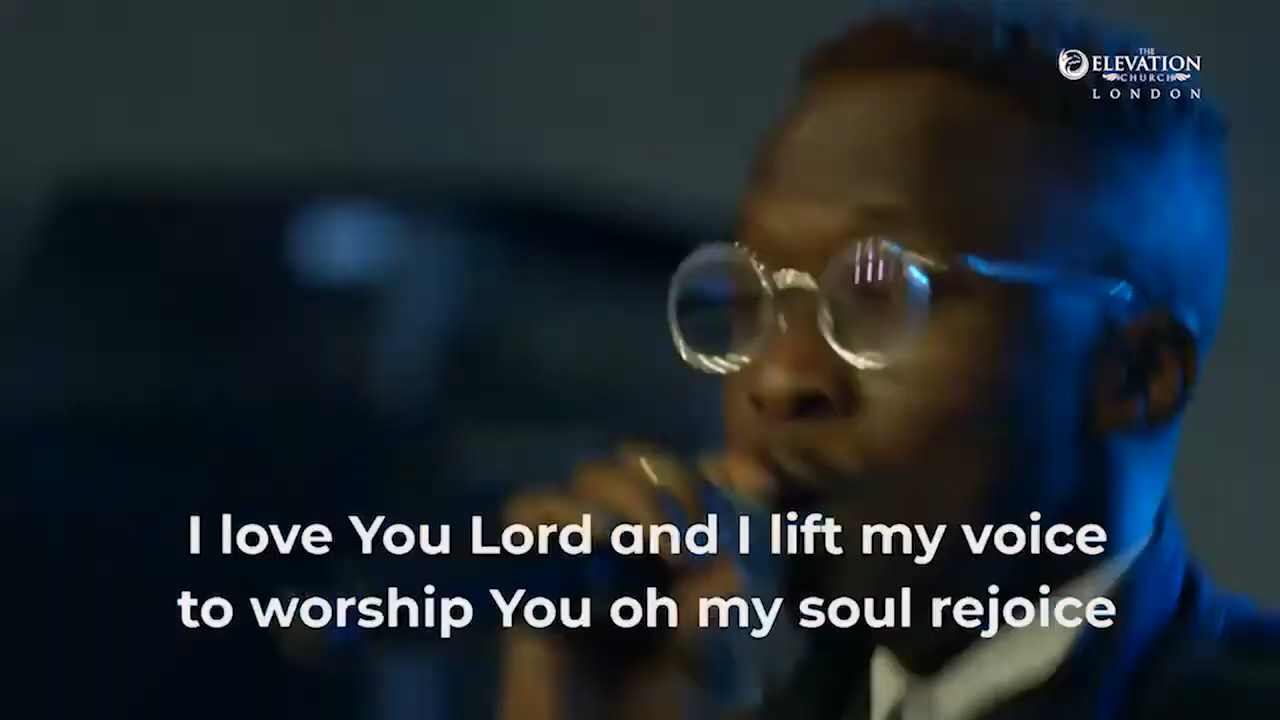 THE
ELEVATION
CHURCH
LONDON
I love You Lord and I lift my voice
to worship You oh my soul rejoice